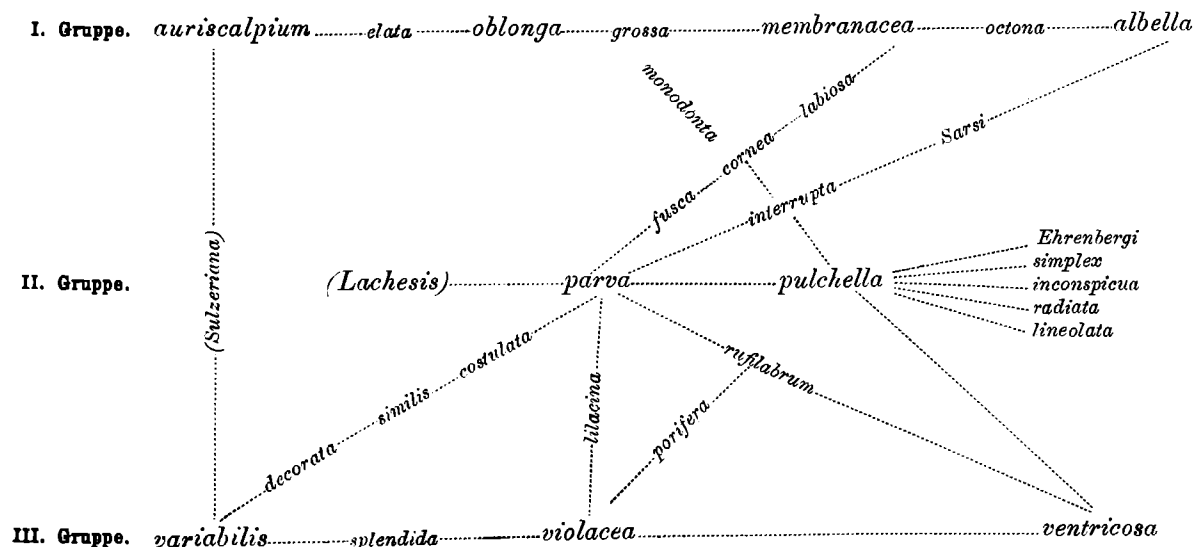 I. Gruppe. auriscalpium elata oblonga grossa membranacea octona albella
monodonta
labiosa
cornea
Sarsi
fusca
interrupta
(Sulzeriana)
Ehrenbergi
simplex
II. Gruppe. (Lachesis) parva pulchella inconspicua
radiata
lineolata
costulata
rufilabrum
similis
lilacina
porifera
decorata
III. Gruppe. variabilis splendida violacea ventricosa